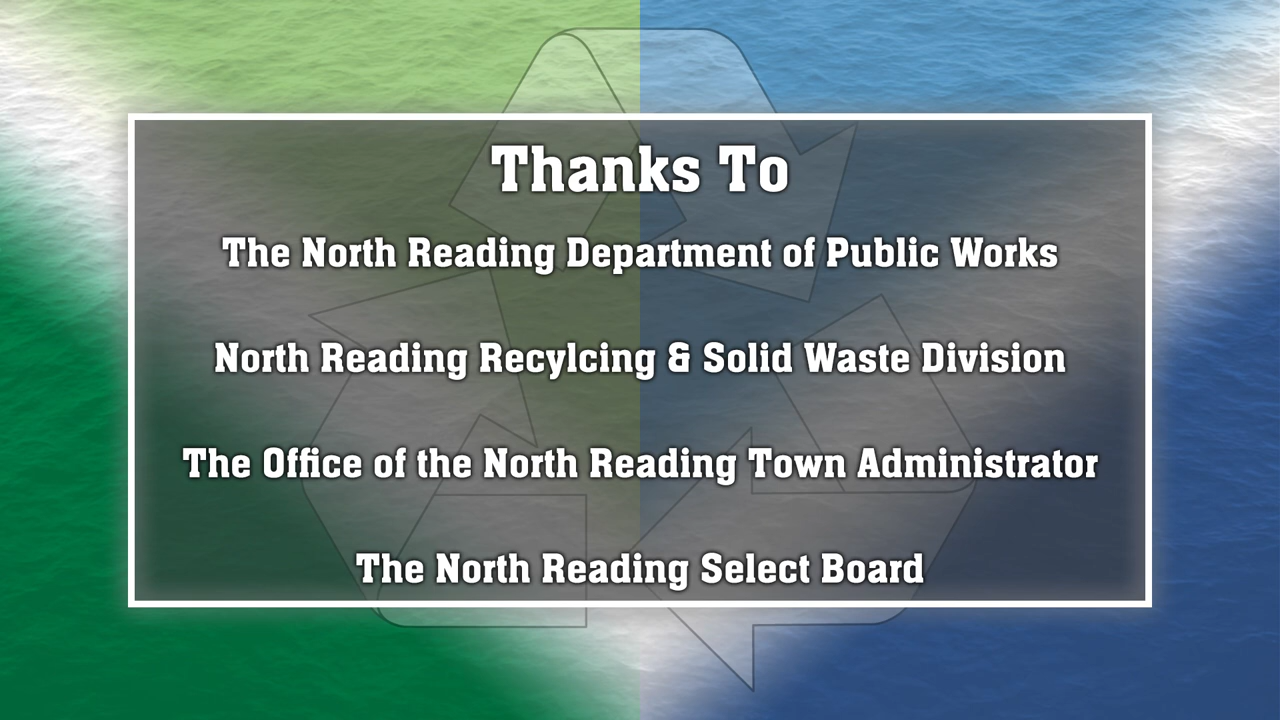 Thanks To
The North Reading Department of Public Works
North Reading Recylcing & Solid Waste Division
The Office of the North Reading Town Administrator
The North Reading Select Board